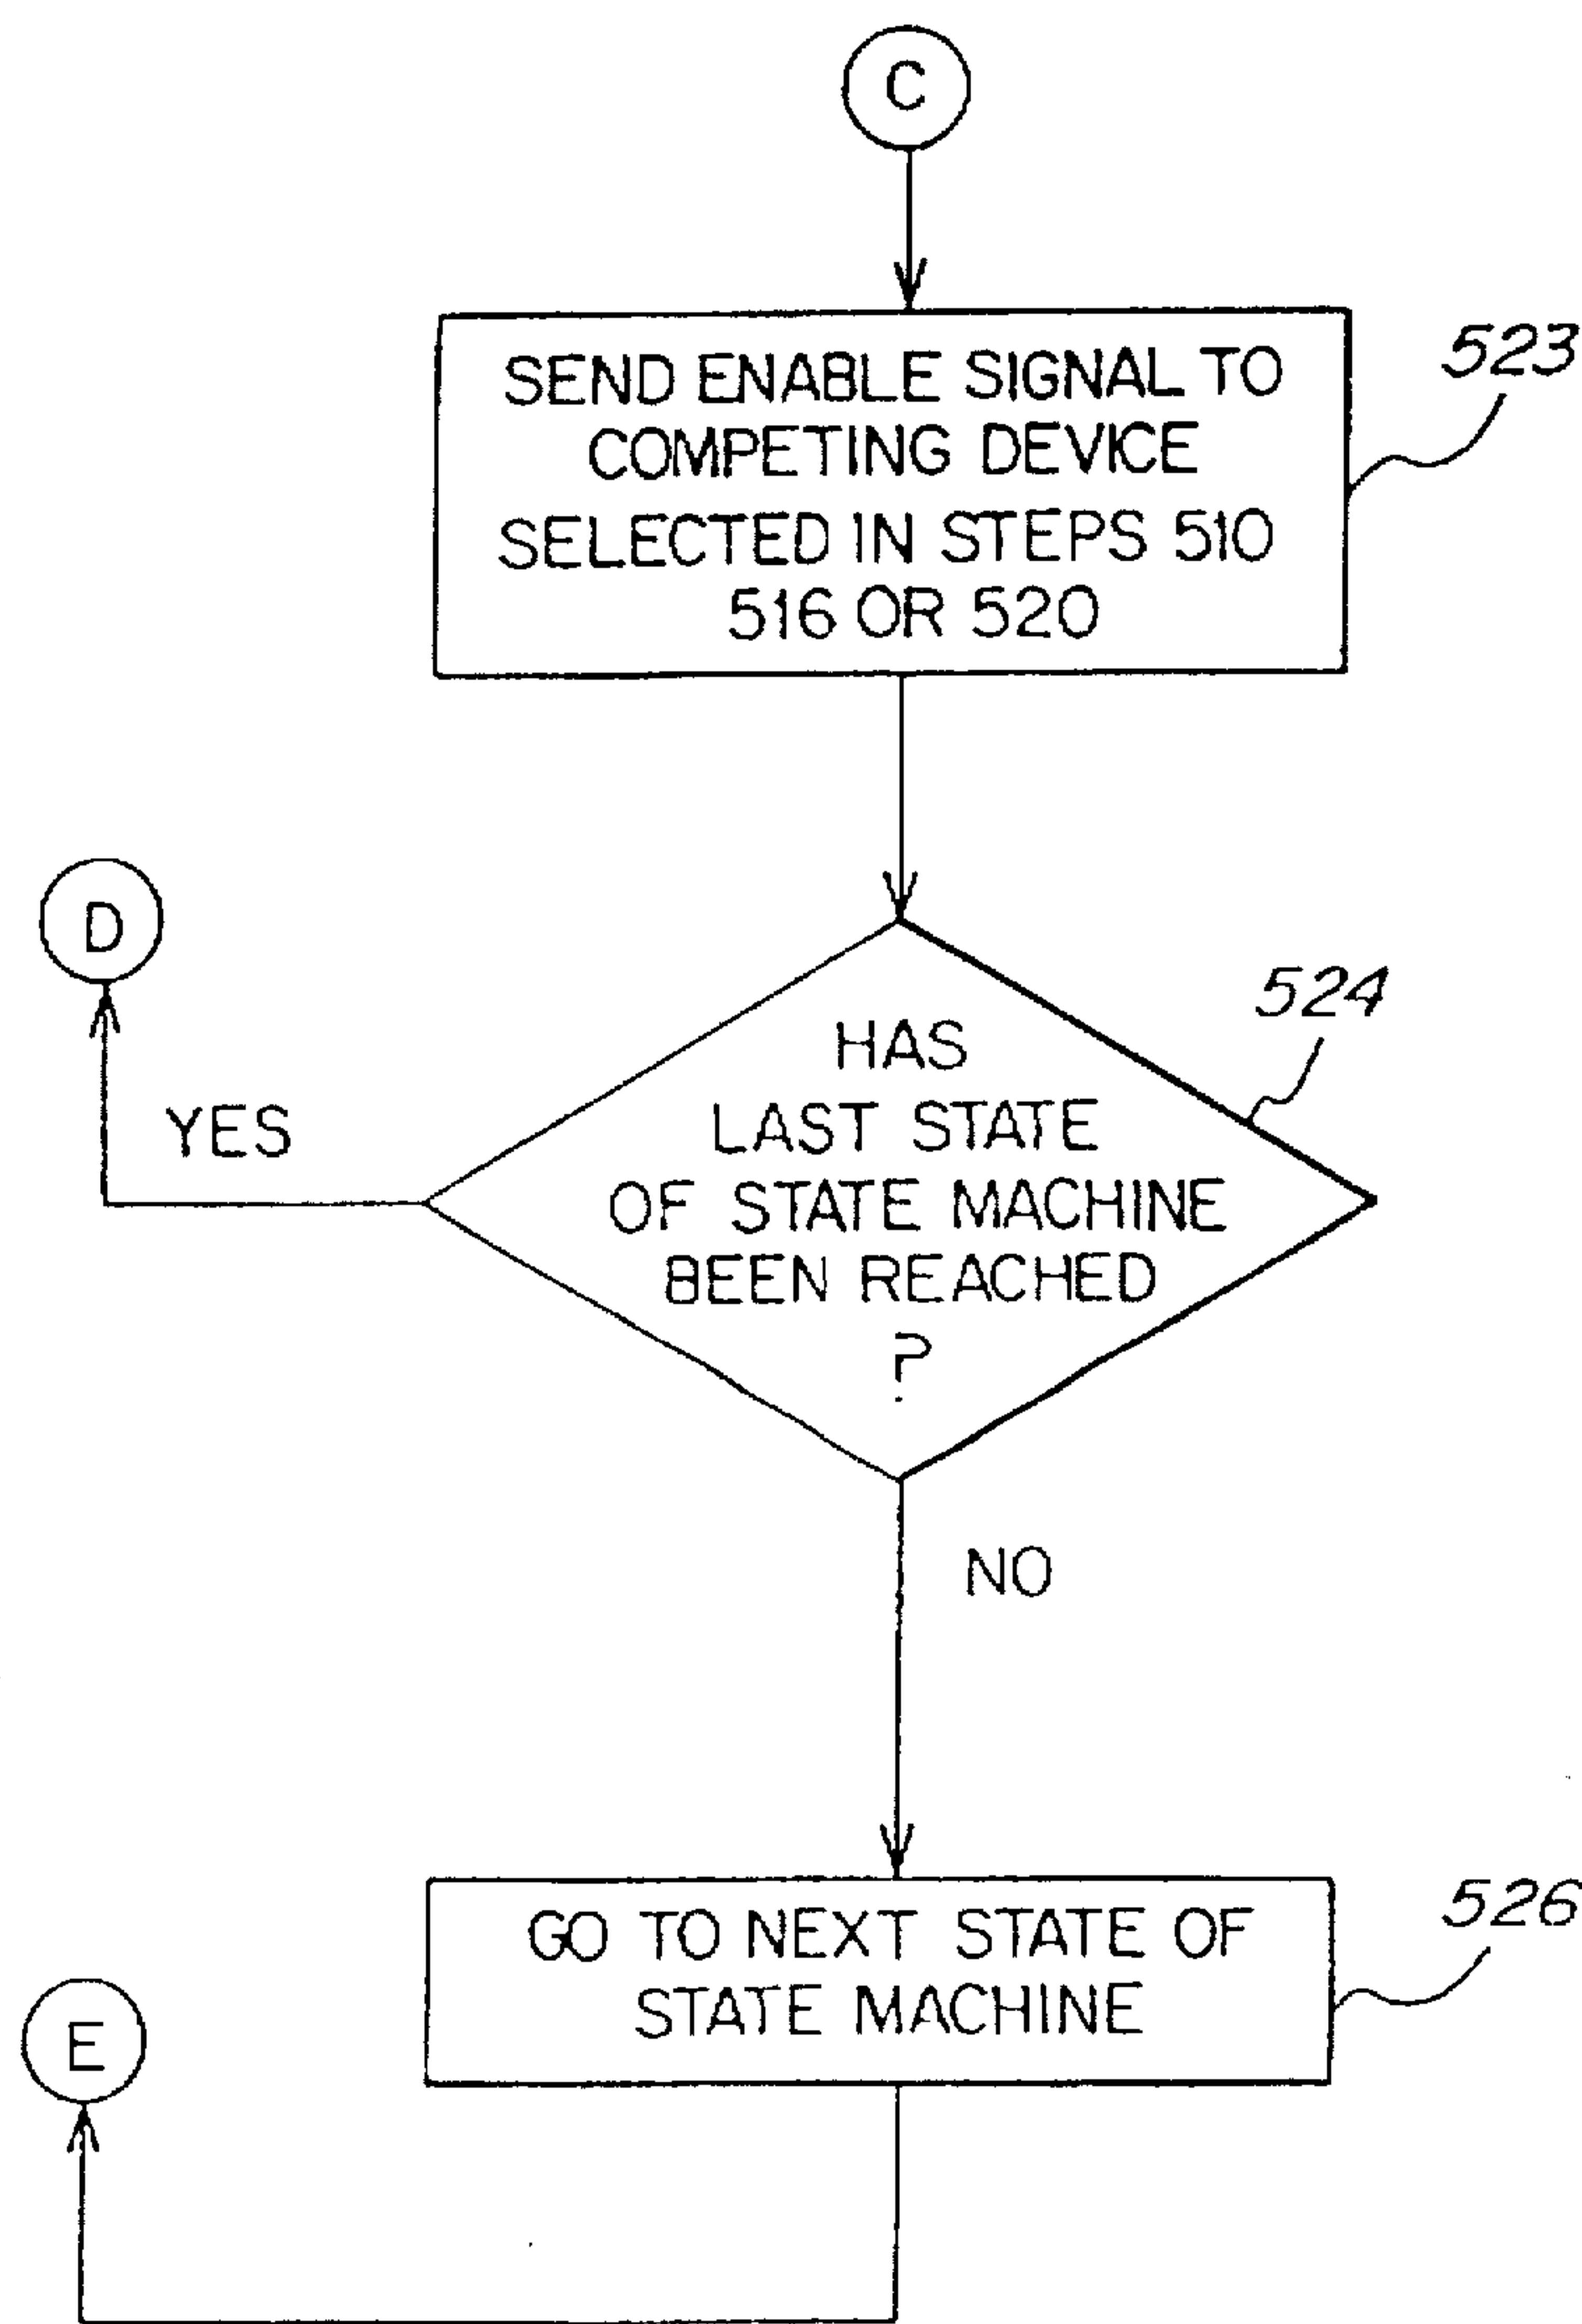 C
SEND ENABLE SIGNAL TO
COMPETING DEVICE
SELECTED IN STEPS 510
516 OR 520
523
D
YES
HAS
LAST STATE
OF STATE MACHINE
BEEN REACHED
?
524
NO
GO TO NEXT STATE OF
STATE MACHINE
526
E